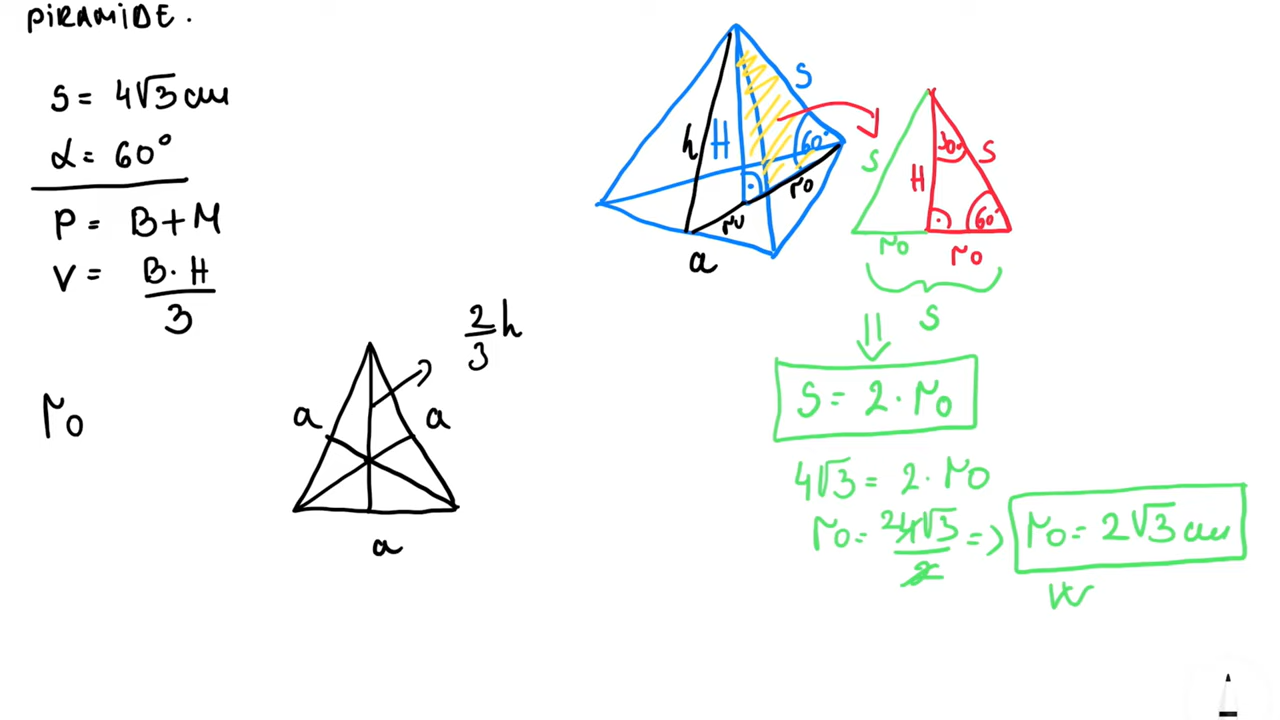 PIRAMIDE.
s = 4√3 cm
α = 60°
P = B + M
V = B · H / 3
r₀
2/3 h
a
a
a
s
h
H
60°
r₀
r₀
a
s
H
30°
s
60°
r₀
r₀
s
⇓
s = 2 · r₀
4√3 = 2 · r₀
r₀ = 4√3 / 2 => r₀ = 2√3 cm